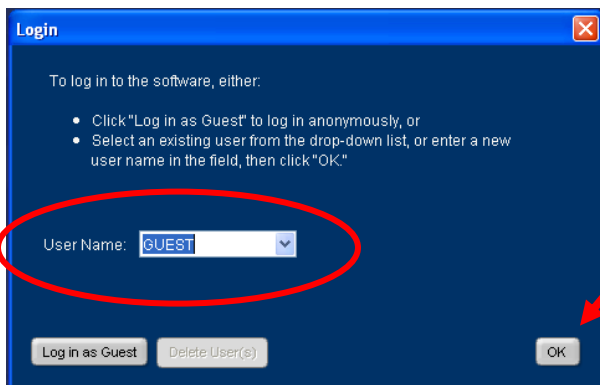 Login
To log in to the software, either:
• Click "Log in as Guest" to log in anonymously, or
• Select an existing user from the drop-down list, or enter a new
user name in the field, then click "OK."
User Name: GUEST
Log in as Guest Delete User(s) OK